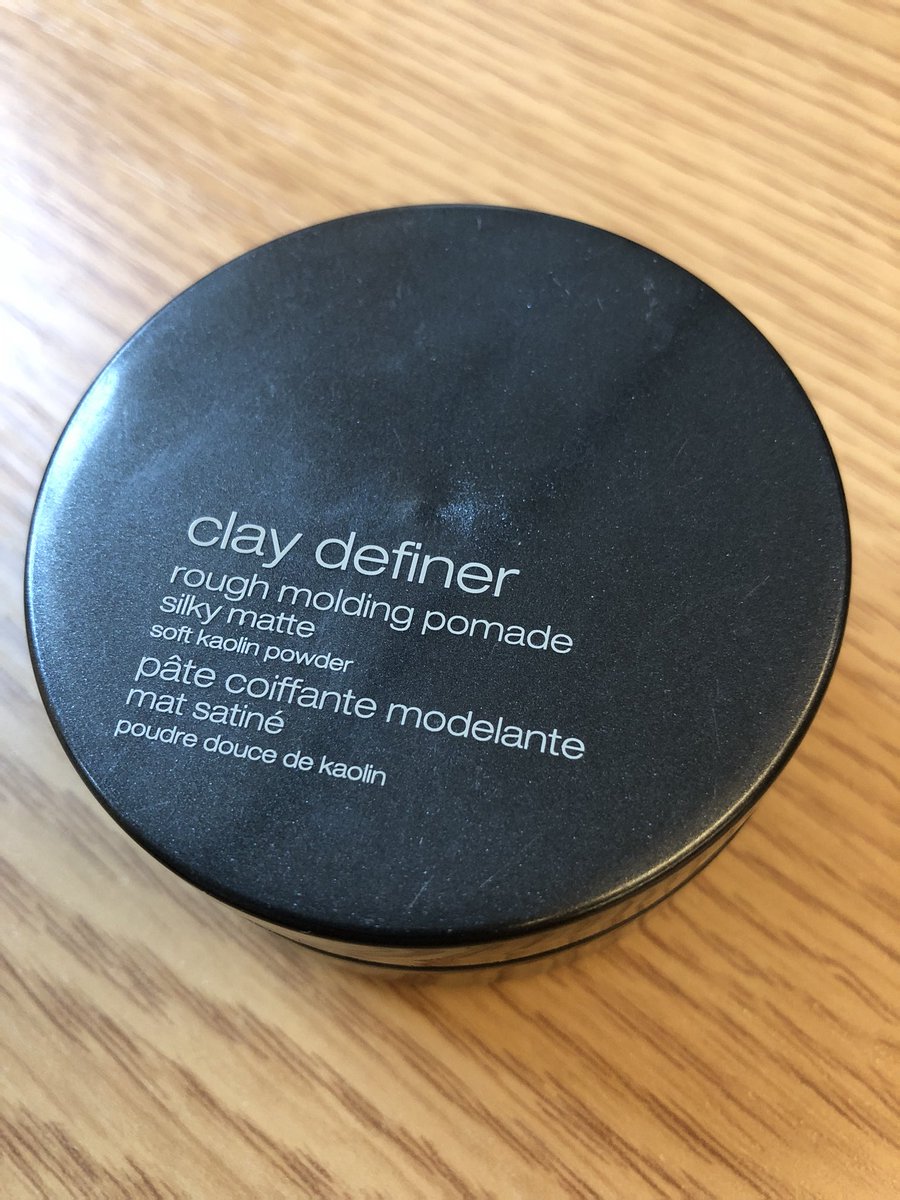 clay definer
rough molding pomade
silky matte
soft kaolin powder
pâte coiffante modelante
mat satiné
poudre douce de kaolin